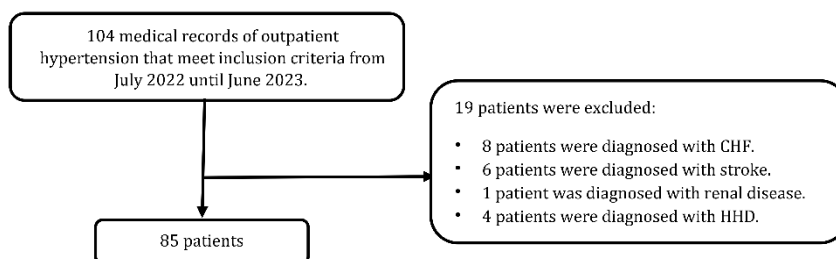 104 medical records of outpatient
hypertension that meet inclusion criteria from
July 2022 until June 2023.
19 patients were excluded:
• 8 patients were diagnosed with CHF.
• 6 patients were diagnosed with stroke.
• 1 patient was diagnosed with renal disease.
• 4 patients were diagnosed with HHD.
85 patients